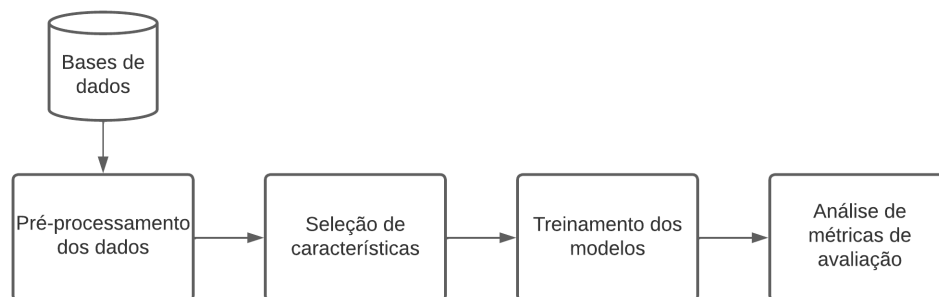 Bases de
dados
Pré-processamento
dos dados
Seleção de
características
Treinamento dos
modelos
Análise de
métricas de
avaliação